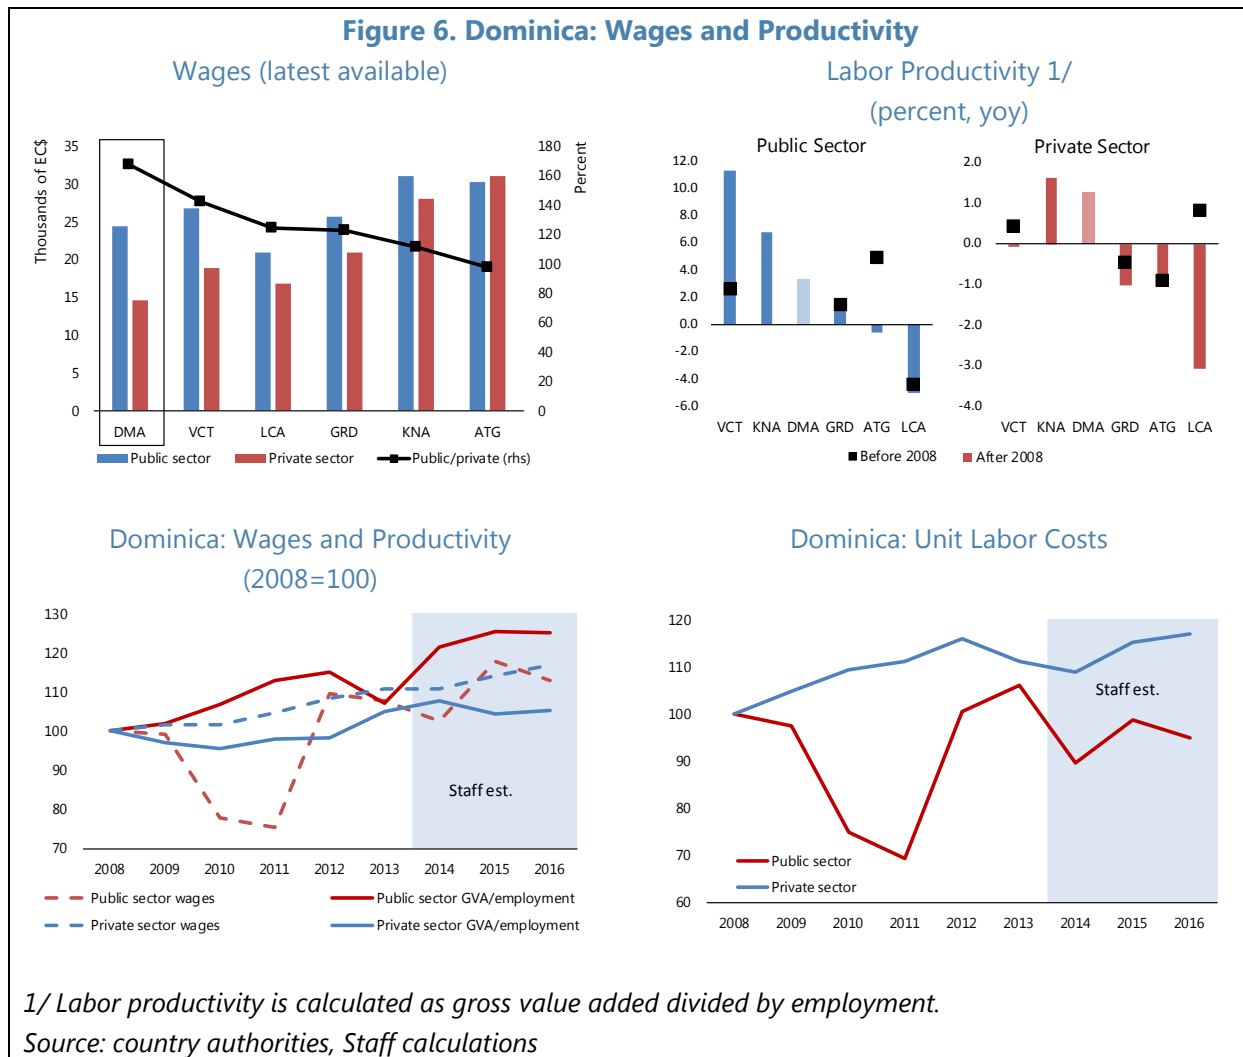 Figure 6. Dominica: Wages and Productivity
Wages (latest available)
Thousands of EC$
35
30
25
20
15
10
5
0
180
160
140
120
100
80
60
40
20
0
Percent
DMA VCT LCA GRD KNA ATG
Public sector Private sector Public/private (rhs)
Labor Productivity 1/
(percent, yoy)
Public Sector
12.0
10.0
8.0
6.0
4.0
2.0
0.0
-2.0
-4.0
-6.0
VCT KNA DMA GRD ATG LCA
Private Sector
2.0
1.0
0.0
-1.0
-2.0
-3.0
-4.0
VCT KNA DMA GRD ATG LCA
Before 2008 After 2008
Dominica: Wages and Productivity
(2008=100)
130
120
110
100
90
80
70
Staff est.
2008 2009 2010 2011 2012 2013 2014 2015 2016
Public sector wages Public sector GVA/employment
Private sector wages Private sector GVA/employment
Dominica: Unit Labor Costs
120
110
100
90
80
70
60
Staff est.
Public sector
Private sector
2008 2009 2010 2011 2012 2013 2014 2015 2016
1/ Labor productivity is calculated as gross value added divided by employment.
Source: country authorities, Staff calculations